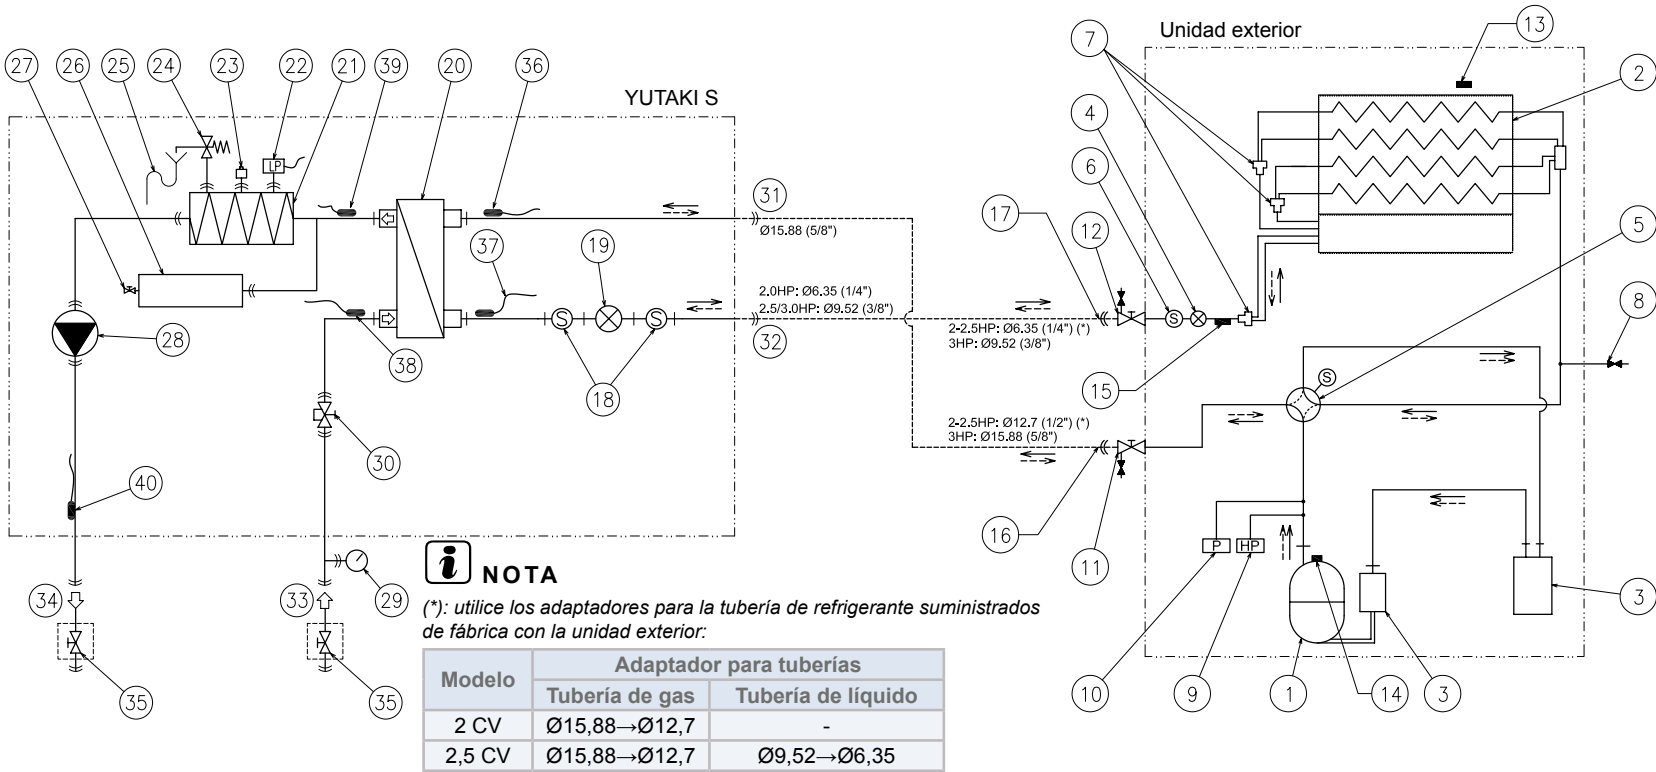 Unidad exterior
13
7
27 26 25 24 23 22 21 39 20 36
YUTAKI S
4
2
LP
6
31
17
12
5
Ø15.88 (5/8")
37
19
2.0HP: Ø6.35 (1/4")
2.5/3.0HP: Ø9.52 (3/8")
8
S S
S
28
32
2-2.5HP: Ø6.35 (1/4") (*)
3HP: Ø9.52 (3/8")
38
18
15
S
30
2-2.5HP: Ø12.7 (1/2") (*)
3HP: Ø15.88 (5/8")
40
16
P HP
11
i NOTA
34 33 29
3
(*): utilice los adaptadores para la tubería de refrigerante suministrados
de fábrica con la unidad exterior:
35 35
10 9 1 14 3
Modelo Adaptador para tuberías
Tubería de gas Tubería de líquido
2 CV Ø15,88→Ø12,7 -
2,5 CV Ø15,88→Ø12,7 Ø9,52→Ø6,35